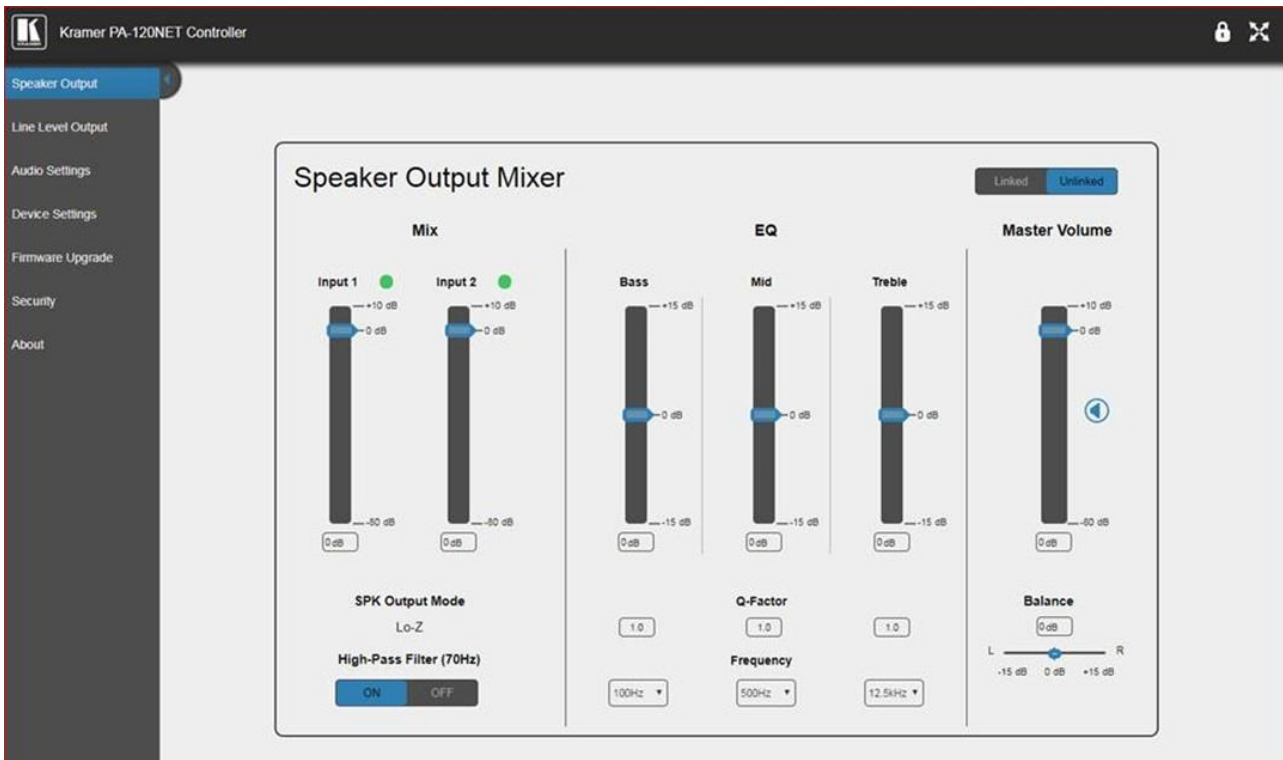 Kramer PA-120NET Controller
Speaker Output
Line Level Output
Audio Settings
Device Settings
Firmware Upgrade
Security
About
Speaker Output Mixer
Linked Unlinked
Mix
EQ
Master Volume
Input 1
Input 2
Bass
Mid
Treble
+10 dB +10 dB +15 dB +15 dB +15 dB +10 dB
0 dB 0 dB 0 dB
0 dB 0 dB 0 dB
-60 dB -60 dB -15 dB -15 dB -15 dB -60 dB
0 dB 0 dB 0 dB 0 dB 0 dB 0 dB
SPK Output Mode
Lo-Z
High-Pass Filter (70Hz)
ON OFF
Q-Factor
1.0 1.0 1.0
Frequency
100Hz 500Hz 12.5kHz
Balance
0 dB
L R
-15 dB 0 dB +15 dB